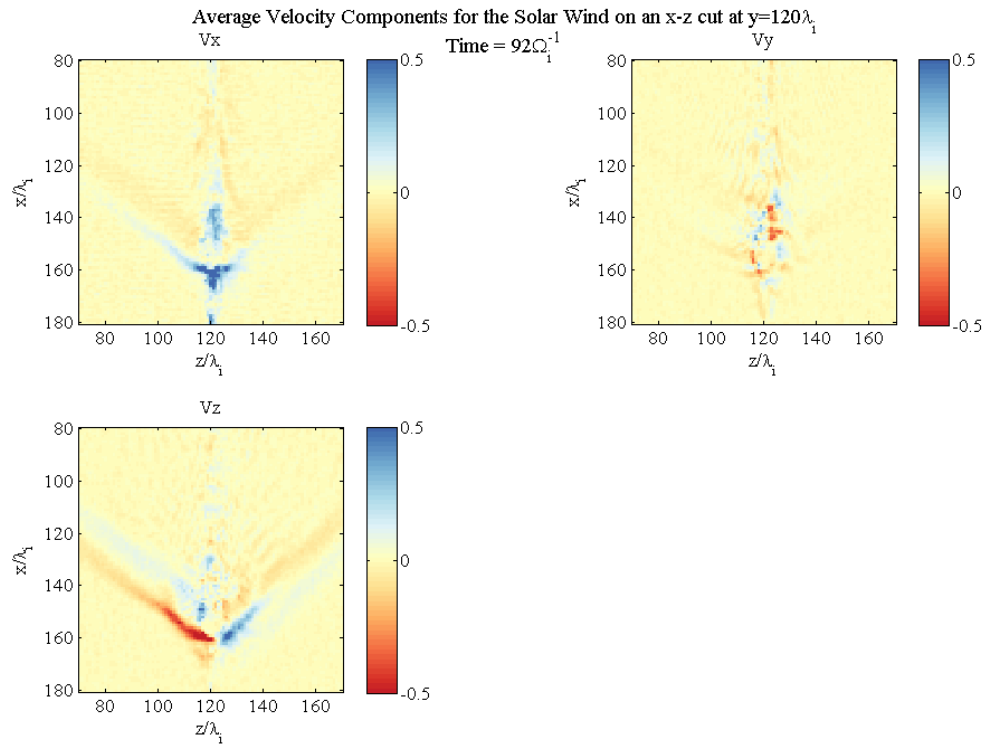 Average Velocity Components for the Solar Wind on an x-z cut at y=120λᵢ
Time = 92Ωᵢ⁻¹
Vx
80
100
120
140
160
180
x/λᵢ
80 100 120 140 160
z/λᵢ
0.5
0
-0.5
Vy
80
100
120
140
160
180
x/λᵢ
80 100 120 140 160
z/λᵢ
0.5
0
-0.5
Vz
80
100
120
140
160
180
x/λᵢ
80 100 120 140 160
z/λᵢ
0.5
0
-0.5